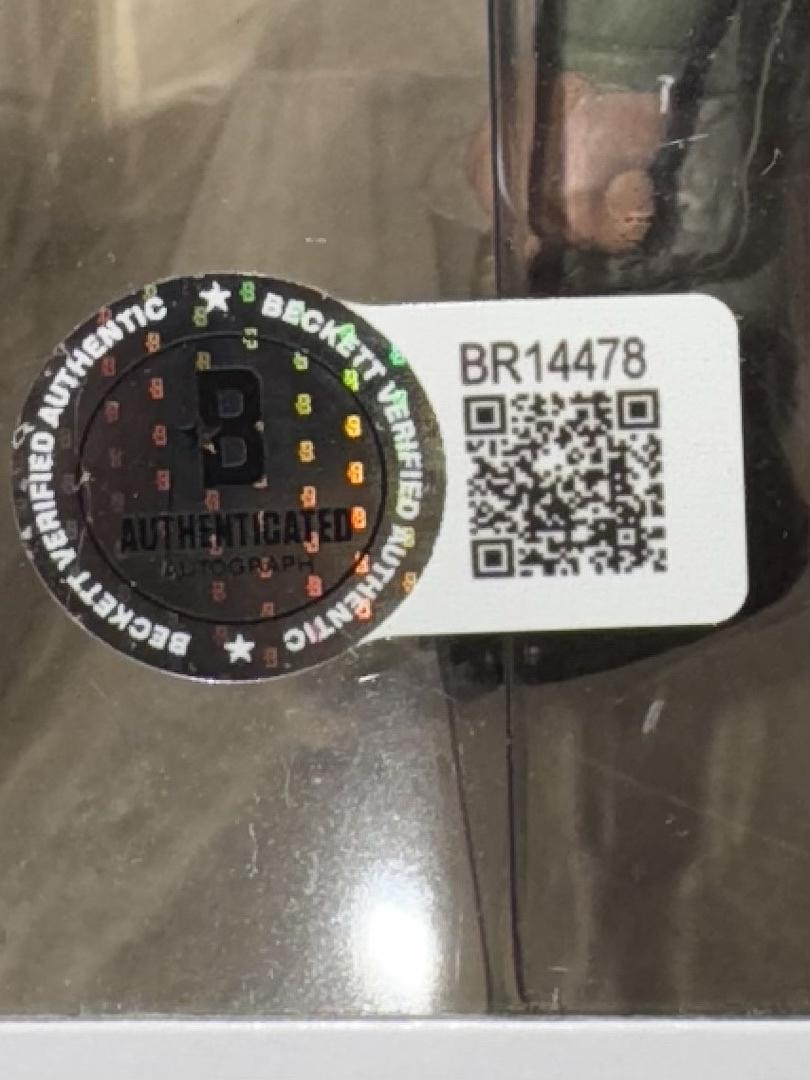 BECKETT VERIFIED AUTHENTIC ★ BECKETT VERIFIED AUTHENTIC ★
B
AUTHENTICATED
AUTOGRAPH
BR14478